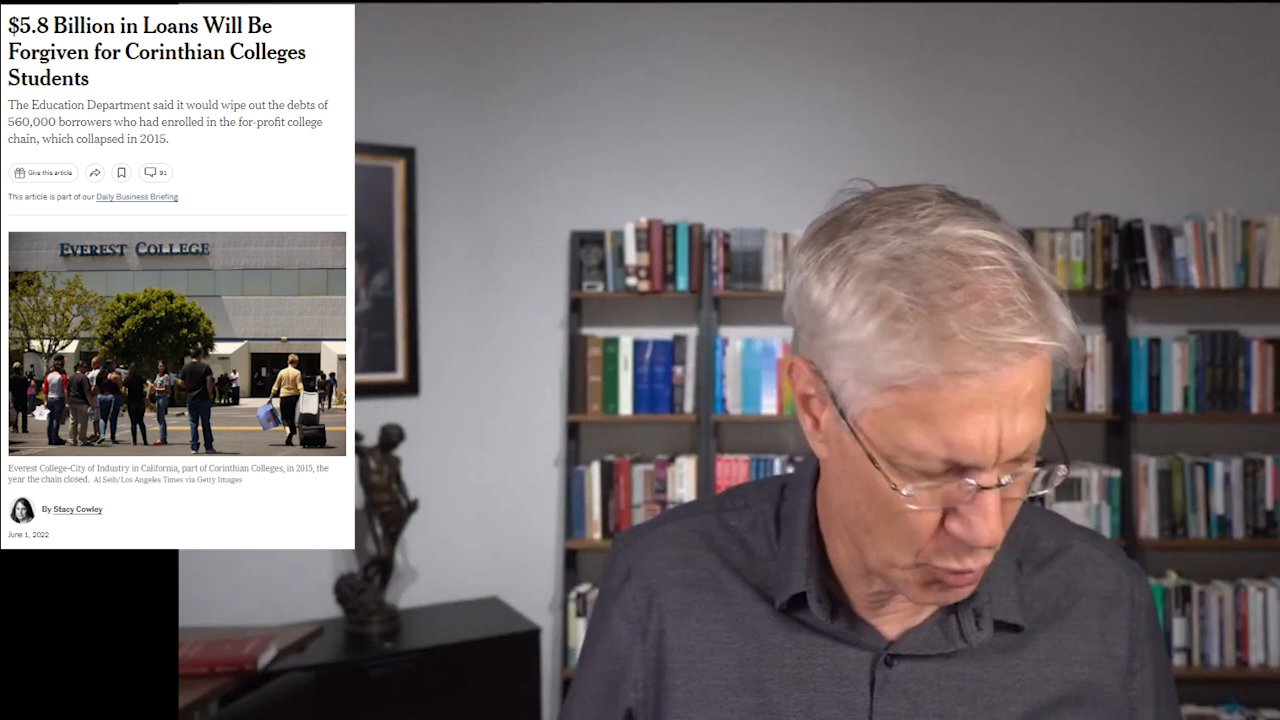 $5.8 Billion in Loans Will Be
Forgiven for Corinthian Colleges
Students
The Education Department said it would wipe out the debts of
560,000 borrowers who had enrolled in the for-profit college
chain, which collapsed in 2015.
Give this article
91
This article is part of our Daily Business Briefing
EVEREST COLLEGE
Everest College-City of Industry in California, part of Corinthian Colleges, in 2015, the
year the chain closed. Al Seib/Los Angeles Times via Getty Images
By Stacy Cowley
June 1, 2022